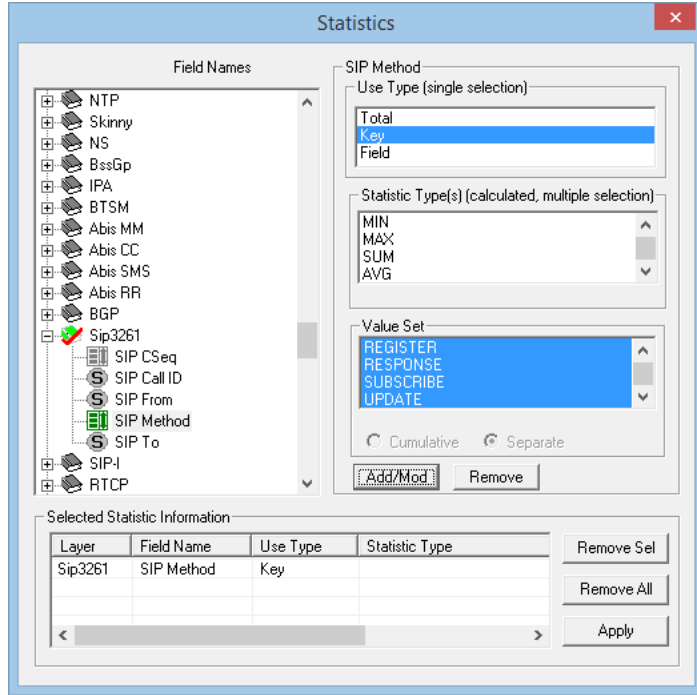 Statistics
Field Names
NTP
Skinny
NS
BssGp
IPA
BTSM
Abis MM
Abis CC
Abis SMS
Abis RR
BGP
Sip3261
SIP CSeq
S SIP Call ID
S SIP From
SIP Method
S SIP To
SIP-I
RTCP
SIP Method
Use Type (single selection)
Total
Key
Field
Statistic Type(s) (calculated, multiple selection)
MIN
MAX
SUM
AVG
Value Set
REGISTER
RESPONSE
SUBSCRIBE
UPDATE
Cumulative Separate
Add/Mod Remove
Selected Statistic Information
Layer Field Name Use Type Statistic Type
Sip3261 SIP Method Key
Remove Sel
Remove All
Apply